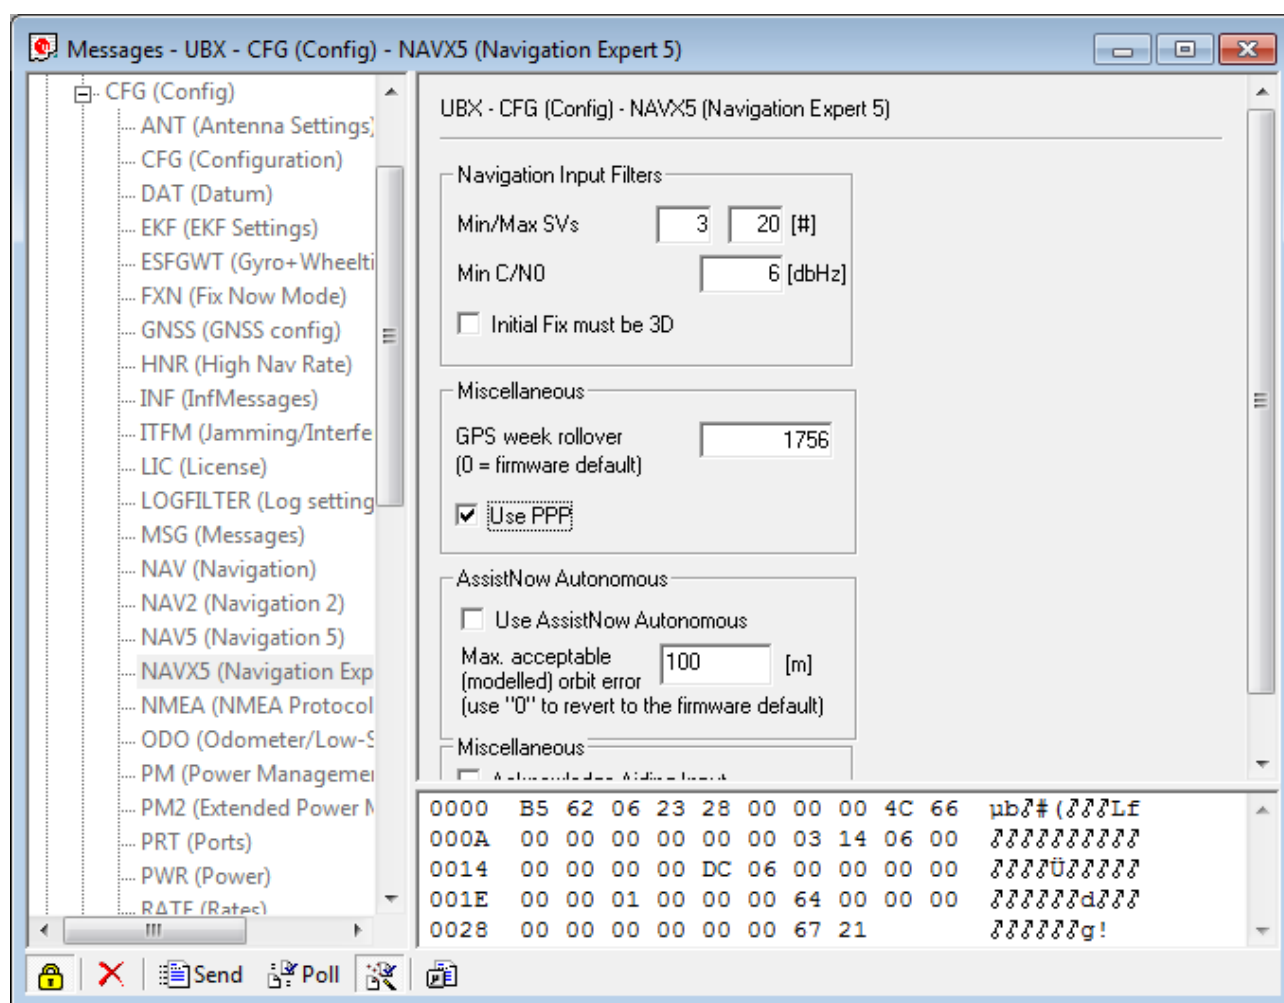 Messages - UBX - CFG (Config) - NAVX5 (Navigation Expert 5)
CFG (Config)
ANT (Antenna Settings)
CFG (Configuration)
DAT (Datum)
EKF (EKF Settings)
ESFGWT (Gyro+Wheelti
FXN (Fix Now Mode)
GNSS (GNSS config)
HNR (High Nav Rate)
INF (InfMessages)
ITFM (Jamming/Interfe
LIC (License)
LOGFILTER (Log setting
MSG (Messages)
NAV (Navigation)
NAV2 (Navigation 2)
NAV5 (Navigation 5)
NAVX5 (Navigation Exp
NMEA (NMEA Protocol
ODO (Odometer/Low-S
PM (Power Managemen
PM2 (Extended Power M
PRT (Ports)
PWR (Power)
RATE (Rates)
UBX - CFG (Config) - NAVX5 (Navigation Expert 5)
Navigation Input Filters
Min/Max SVs 3 20 [#]
Min C/N0 6 [dbHz]
Initial Fix must be 3D
Miscellaneous
GPS week rollover 1756
(0 = firmware default)
Use PPP
AssistNow Autonomous
Use AssistNow Autonomous
Max. acceptable 100 [m]
(modelled) orbit error
(use "0" to revert to the firmware default)
Miscellaneous
Acknowledge Aiding Input
0000 B5 62 06 23 28 00 00 00 4C 66 µb#(Lf
000A 00 00 00 00 00 00 03 14 06 00
0014 00 00 00 00 DC 06 00 00 00 00 Ü
001E 00 00 01 00 00 00 64 00 00 00 d
0028 00 00 00 00 00 00 67 21 g!
Send Poll